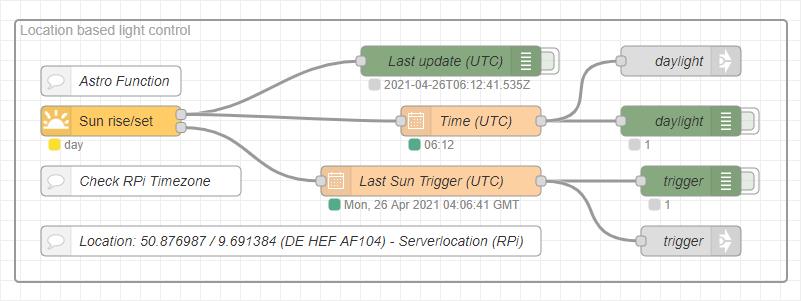 Location based light control
Last update (UTC)
daylight
2021-04-26T06:12:41.535Z
Astro Function
Sun rise/set
Time (UTC)
daylight
day
06:12
1
Check RPi Timezone
Last Sun Trigger (UTC)
trigger
Mon, 26 Apr 2021 04:06:41 GMT
1
Location: 50.876987 / 9.691384 (DE HEF AF104) - Serverlocation (RPi)
trigger